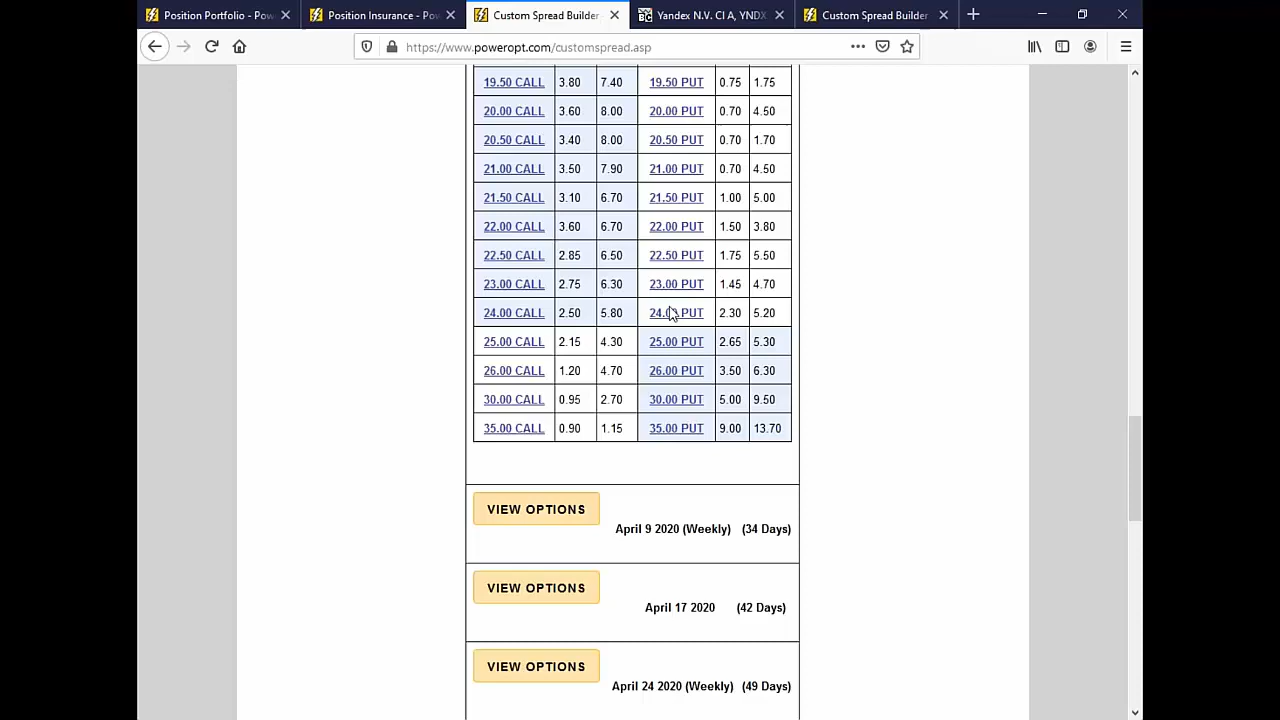 Position Portfolio - Pow
Position Insurance - Pow
Custom Spread Builder -
Yandex N.V. Cl A, YNDX
Custom Spread Builder
https://www.poweropt.com/customspread.asp
19.50 CALL 3.80 7.40 19.50 PUT 0.75 1.75
20.00 CALL 3.60 8.00 20.00 PUT 0.70 4.50
20.50 CALL 3.40 8.00 20.50 PUT 0.70 1.70
21.00 CALL 3.50 7.90 21.00 PUT 0.70 4.50
21.50 CALL 3.10 6.70 21.50 PUT 1.00 5.00
22.00 CALL 3.60 6.70 22.00 PUT 1.50 3.80
22.50 CALL 2.85 6.50 22.50 PUT 1.75 5.50
23.00 CALL 2.75 6.30 23.00 PUT 1.45 4.70
24.00 CALL 2.50 5.80 24.00 PUT 2.30 5.20
25.00 CALL 2.15 4.30 25.00 PUT 2.65 5.30
26.00 CALL 1.20 4.70 26.00 PUT 3.50 6.30
30.00 CALL 0.95 2.70 30.00 PUT 5.00 9.50
35.00 CALL 0.90 1.15 35.00 PUT 9.00 13.70
VIEW OPTIONS
April 9 2020 (Weekly) (34 Days)
VIEW OPTIONS
April 17 2020 (42 Days)
VIEW OPTIONS
April 24 2020 (Weekly) (49 Days)